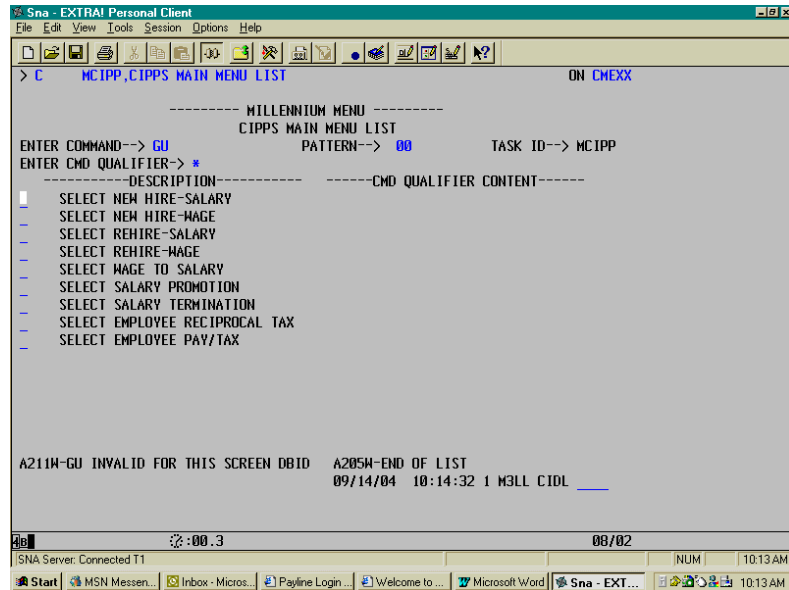 Sna - EXTRA! Personal Client
File Edit View Tools Session Options Help
> C MCIPP,CIPPS MAIN MENU LIST ON CMEXX
--------- MILLENNIUM MENU ---------
CIPPS MAIN MENU LIST
ENTER COMMAND--> GU PATTERN--> 00 TASK ID--> MCIPP
ENTER CMD QUALIFIER-> *
-----------DESCRIPTION----------- ------CMD QUALIFIER CONTENT------
_ SELECT NEW HIRE-SALARY
_ SELECT NEW HIRE-WAGE
_ SELECT REHIRE-SALARY
_ SELECT REHIRE-WAGE
_ SELECT WAGE TO SALARY
_ SELECT SALARY PROMOTION
_ SELECT SALARY TERMINATION
_ SELECT EMPLOYEE RECIPROCAL TAX
_ SELECT EMPLOYEE PAY/TAX
A211W-GU INVALID FOR THIS SCREEN DBID A205W-END OF LIST
09/14/04 10:14:32 1 M3LL CIDL ____
4B :00.3 08/02
SNA Server: Connected T1 NUM 10:13 AM
Start MSN Messen... Inbox - Micros... Payline Login ... Welcome to ... Microsoft Word Sna - EXT... 10:13 AM